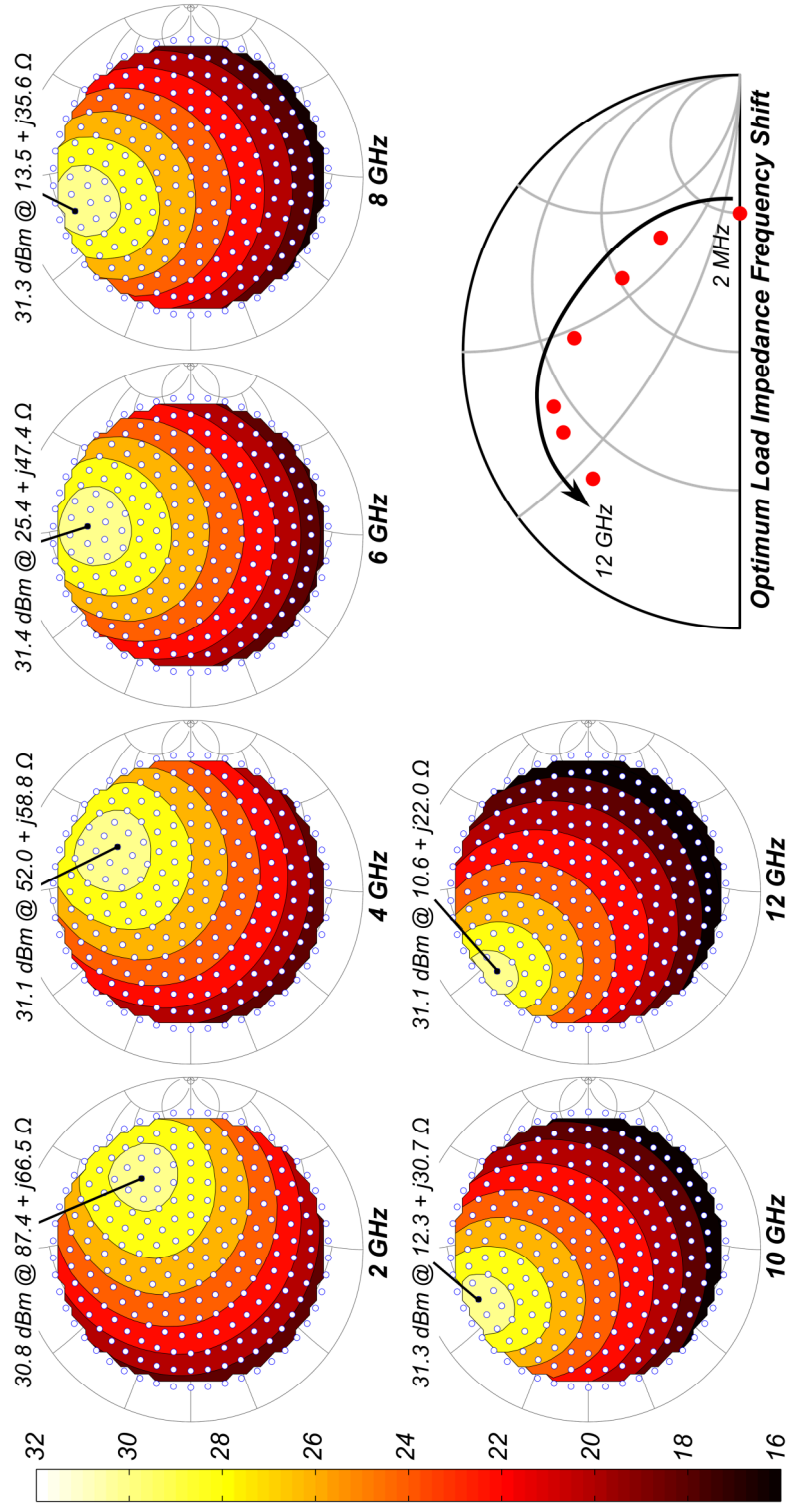 32
30
28
26
24
22
20
18
16
30.8 dBm @ 87.4 + j66.5 Ω
2 GHz
31.1 dBm @ 52.0 + j58.8 Ω
4 GHz
31.4 dBm @ 25.4 + j47.4 Ω
6 GHz
31.3 dBm @ 13.5 + j35.6 Ω
8 GHz
31.3 dBm @ 12.3 + j30.7 Ω
10 GHz
31.1 dBm @ 10.6 + j22.0 Ω
12 GHz
12 GHz
2 MHz
Optimum Load Impedance Frequency Shift